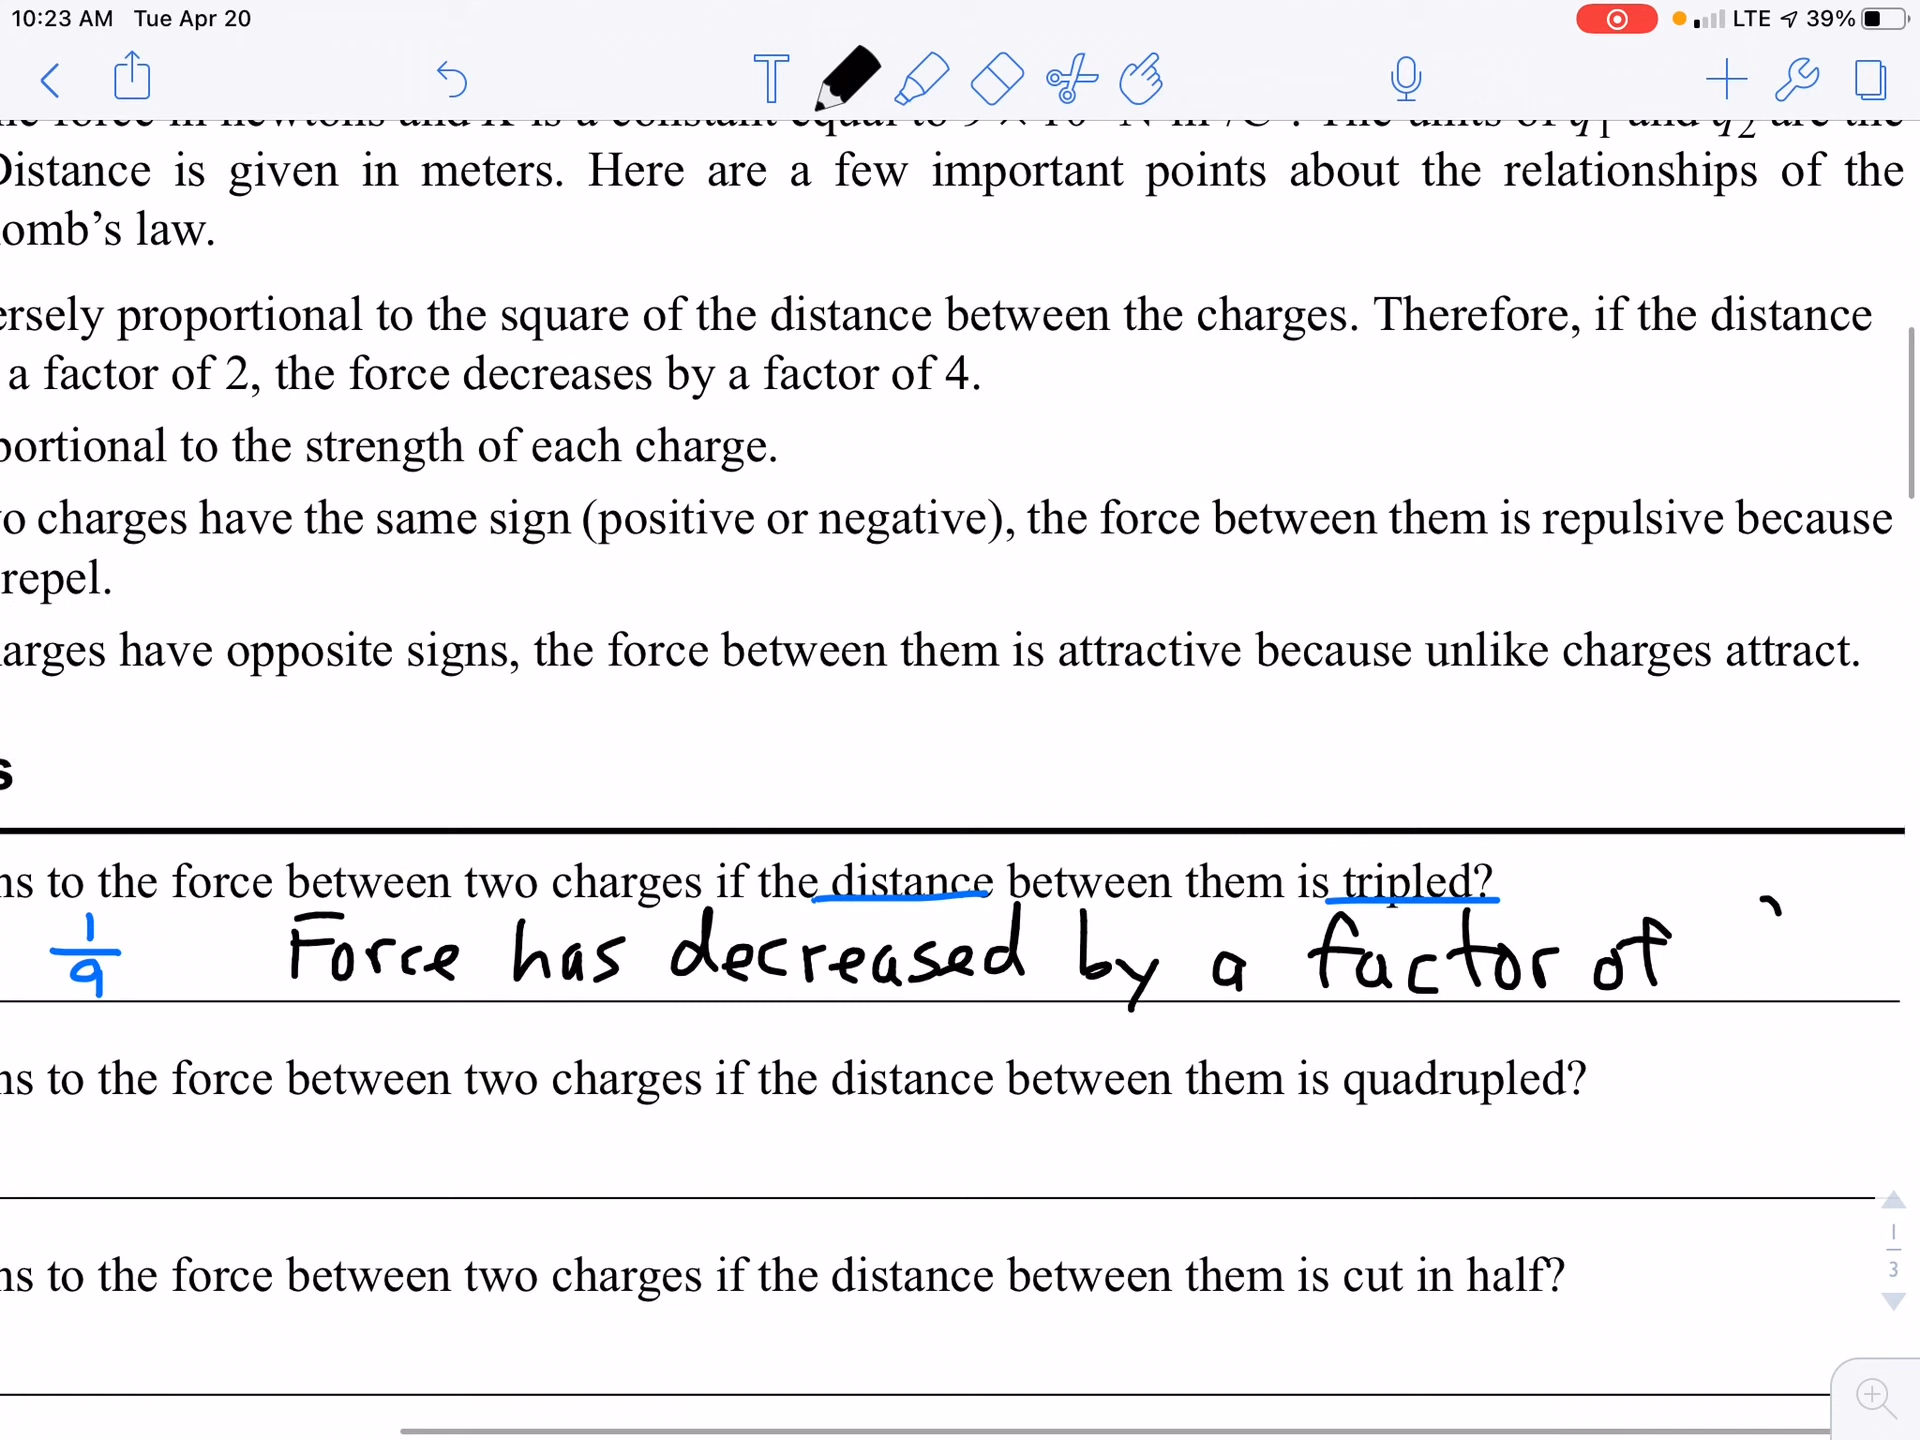 10:23 AM Tue Apr 20
LTE 39%
T
Distance is given in meters. Here are a few important points about the relationships of the
omb's law.
ersely proportional to the square of the distance between the charges. Therefore, if the distance
a factor of 2, the force decreases by a factor of 4.
portional to the strength of each charge.
o charges have the same sign (positive or negative), the force between them is repulsive because
repel.
arges have opposite signs, the force between them is attractive because unlike charges attract.
s
ns to the force between two charges if the distance between them is tripled?
1/9 Force has decreased by a factor of
ns to the force between two charges if the distance between them is quadrupled?
1
3
ns to the force between two charges if the distance between them is cut in half?